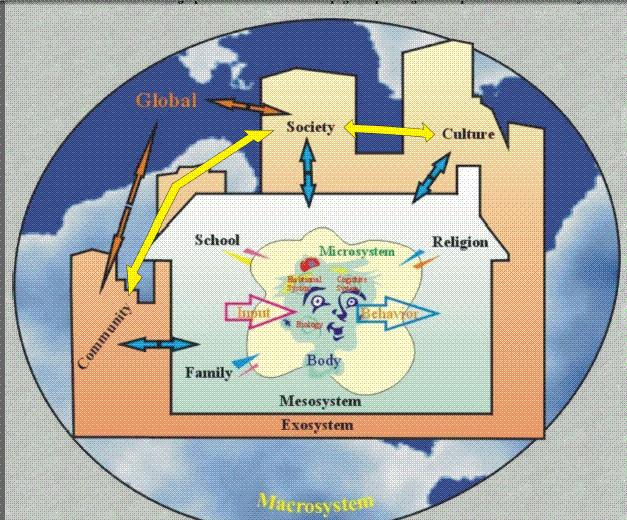 Global
Society
Culture
School
Religion
Microsystem
Emotional
System
Cognitive
System
Input
Behavior
Biology
Community
Body
Family
Mesosystem
Exosystem
Macrosystem